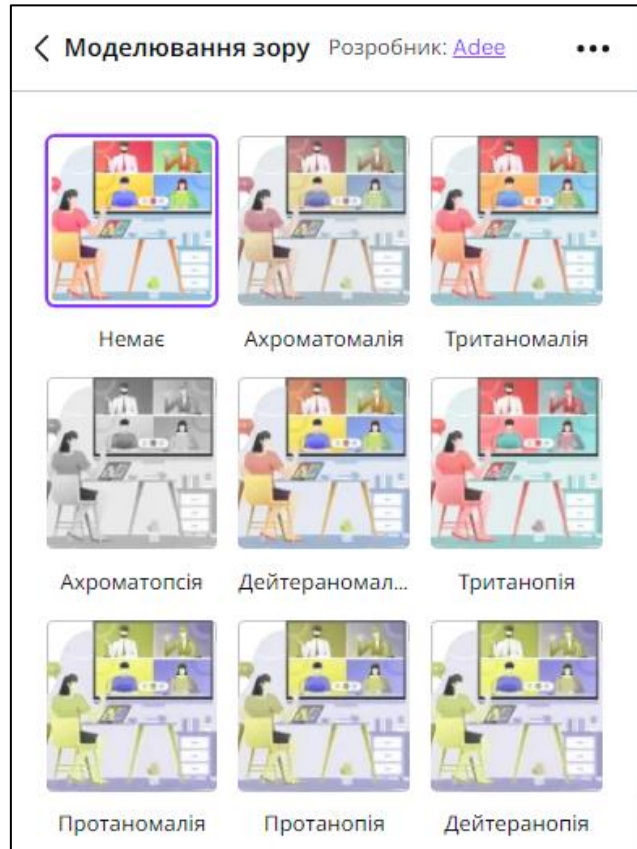 Моделювання зору Розробник: Adee
Немає Ахроматомалія Тританомалія
Ахроматопсія Дейтераномал... Тританопія
Протаномалія Протанопія Дейтеранопія